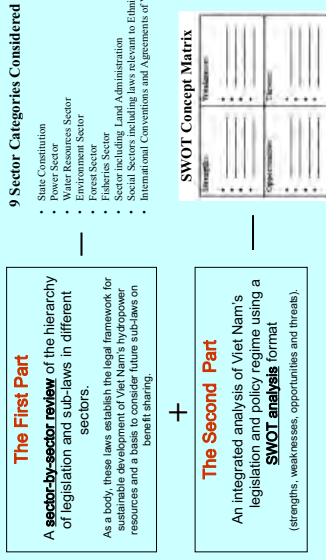 The First Part
A sector-by-sector review of the hierarchy
of legislation and sub-laws in different
sectors.
As a body, these laws establish the legal framework for
sustainable development of Viet Nam's hydropower
resources and a basis to consider future sub-laws on
benefit sharing.
+
The Second Part
An integrated analysis of Viet Nam's
legislation and policy regime using a
SWOT analysis format
(strengths, weaknesses, opportunities and threats).
9 Sector Categories Considered
• State Constitution
• Power Sector
• Water Resources Sector
• Environment Sector
• Forest Sector
• Fisheries Sector
• Sector including Land Administration
• Social Sectors including laws relevant to Ethni
• International Conventions and Agreements of
SWOT Concept Matrix
Strengths
Weaknesses
Opportunities
Threats